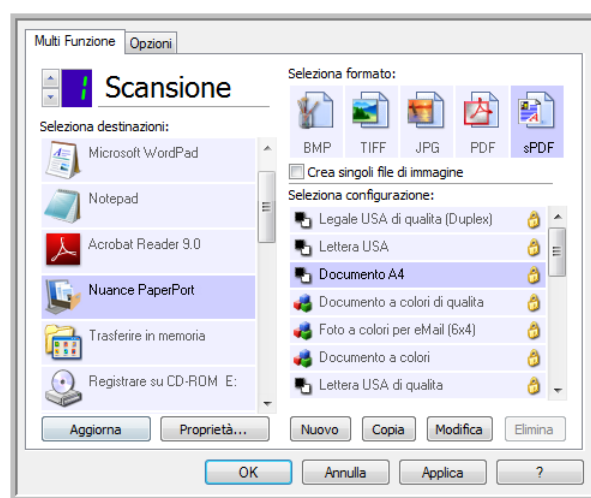 Multi Funzione
Opzioni
1
Scansione
Seleziona destinazioni:
Microsoft WordPad
Notepad
Acrobat Reader 9.0
Nuance PaperPort
Trasferire in memoria
Registrare su CD-ROM E:
Aggiorna
Proprietà...
Seleziona formato:
BMP TIFF JPG PDF sPDF
Crea singoli file di immagine
Seleziona configurazione:
Legale USA di qualita (Duplex)
Lettera USA
Documento A4
Documento a colori di qualita
Foto a colori per eMail (6x4)
Documento a colori
Lettera USA di qualita
Nuovo
Copia
Modifica
Elimina
OK
Annulla
Applica
?